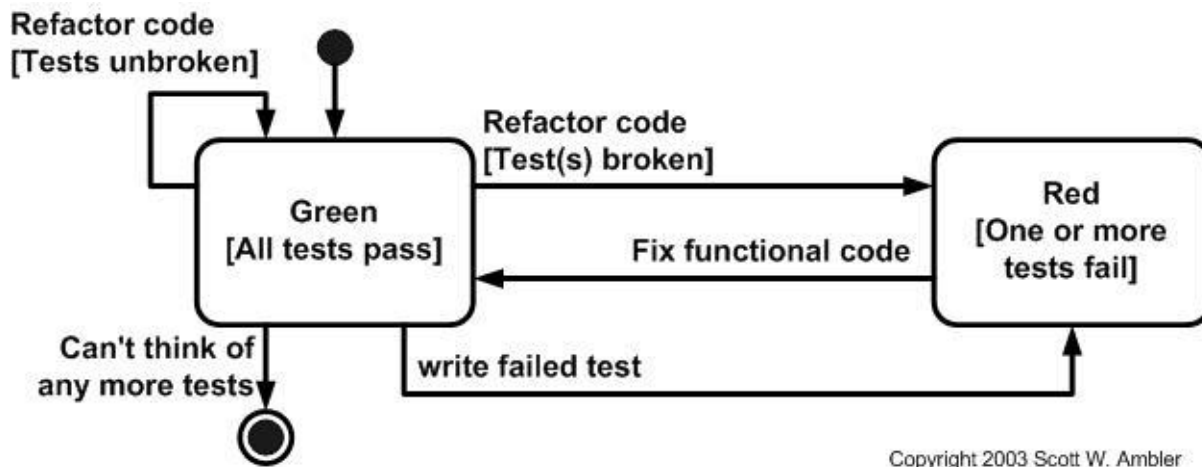 Refactor code
[Tests unbroken]
Refactor code
[Test(s) broken]
Green
[All tests pass]
Red
[One or more
tests fail]
Fix functional code
Can't think of
any more tests
write failed test
Copyright 2003 Scott W. Ambler